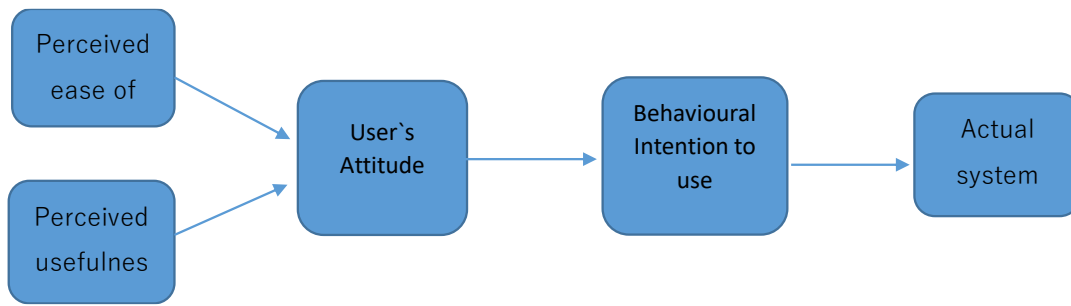 Perceived
ease of
Perceived
usefulnes
User`s
Attitude
Behavioural
Intention to
use
Actual
system